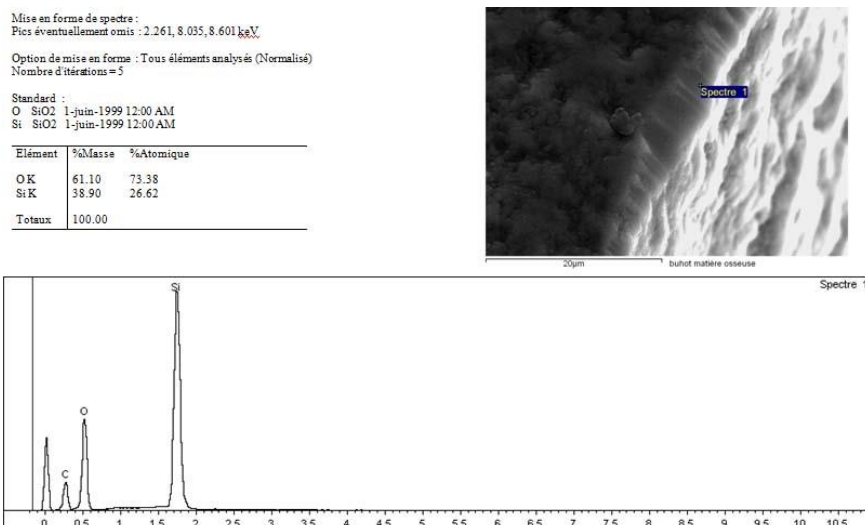 Mise en forme de spectre :
Pics éventuellement omis : 2.261, 8.035, 8.601 keV
Option de mise en forme : Tous éléments analysés (Normalisé)
Nombre d'itérations = 5
Standard :
O SiO2 1-juin-1999 12:00 AM
Si SiO2 1-juin-1999 12:00 AM
Elément %Masse %Atomique
O K 61.10 73.38
Si K 38.90 26.62
Totaux 100.00
Spectre 1
20µm buhot matière osseuse
Spectre 1
Si
O
C
0 0.5 1 1.5 2 2.5 3 3.5 4 4.5 5 5.5 6 6.5 7 7.5 8 8.5 9 9.5 10 10.5